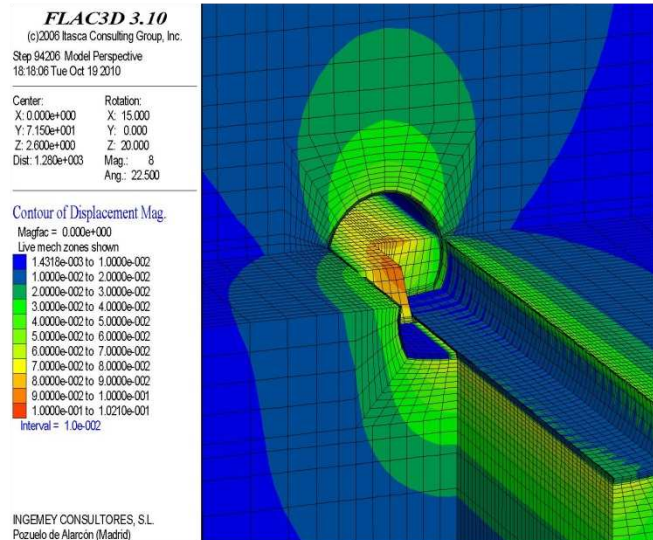 FLAC3D 3.10
(c)2006 Itasca Consulting Group, Inc.
Step 94206 Model Perspective
18:18:06 Tue Oct 19 2010
Center: Rotation:
X: 0.000e+000 X: 15.000
Y: 7.150e+001 Y: 0.000
Z: 2.600e+000 Z: 20.000
Dist: 1.280e+003 Mag.: 8
Ang.: 22.500
Contour of Displacement Mag.
Magfac = 0.000e+000
Live mech zones shown
1.4318e-003 to 1.0000e-002
1.0000e-002 to 2.0000e-002
2.0000e-002 to 3.0000e-002
3.0000e-002 to 4.0000e-002
4.0000e-002 to 5.0000e-002
5.0000e-002 to 6.0000e-002
6.0000e-002 to 7.0000e-002
7.0000e-002 to 8.0000e-002
8.0000e-002 to 9.0000e-002
9.0000e-002 to 1.0000e-001
1.0000e-001 to 1.0210e-001
Interval = 1.0e-002
INGEMEY CONSULTORES, S.L.
Pozuelo de Alarcón (Madrid)